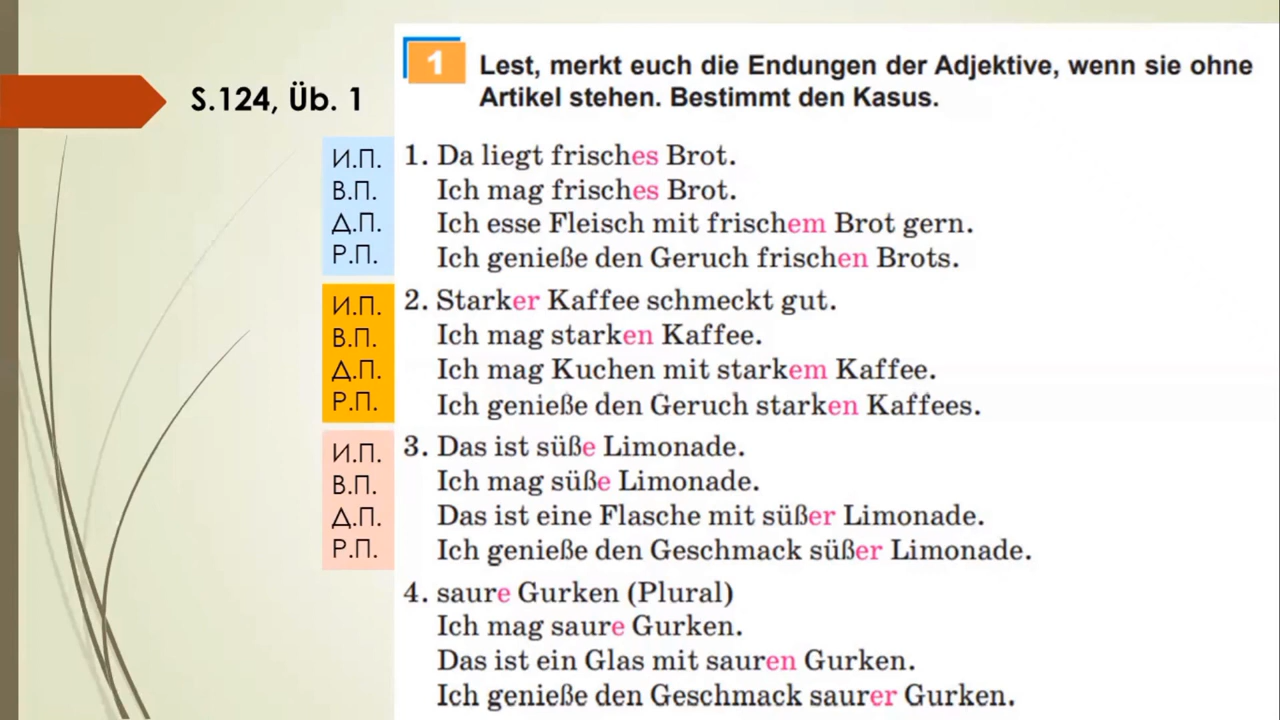 S.124, Üb. 1
1 Lest, merkt euch die Endungen der Adjektive, wenn sie ohne
Artikel stehen. Bestimmt den Kasus.
И.П. 1. Da liegt frisches Brot.
В.П. Ich mag frisches Brot.
Д.П. Ich esse Fleisch mit frischem Brot gern.
Р.П. Ich genieße den Geruch frischen Brots.
И.П. 2. Starker Kaffee schmeckt gut.
В.П. Ich mag starken Kaffee.
Д.П. Ich mag Kuchen mit starkem Kaffee.
Р.П. Ich genieße den Geruch starken Kaffees.
И.П. 3. Das ist süße Limonade.
В.П. Ich mag süße Limonade.
Д.П. Das ist eine Flasche mit süßer Limonade.
Р.П. Ich genieße den Geschmack süßer Limonade.
4. saure Gurken (Plural)
Ich mag saure Gurken.
Das ist ein Glas mit sauren Gurken.
Ich genieße den Geschmack saurer Gurken.